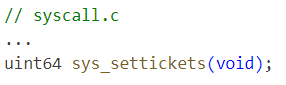 // syscall.c
...
uint64 sys_settickets(void);